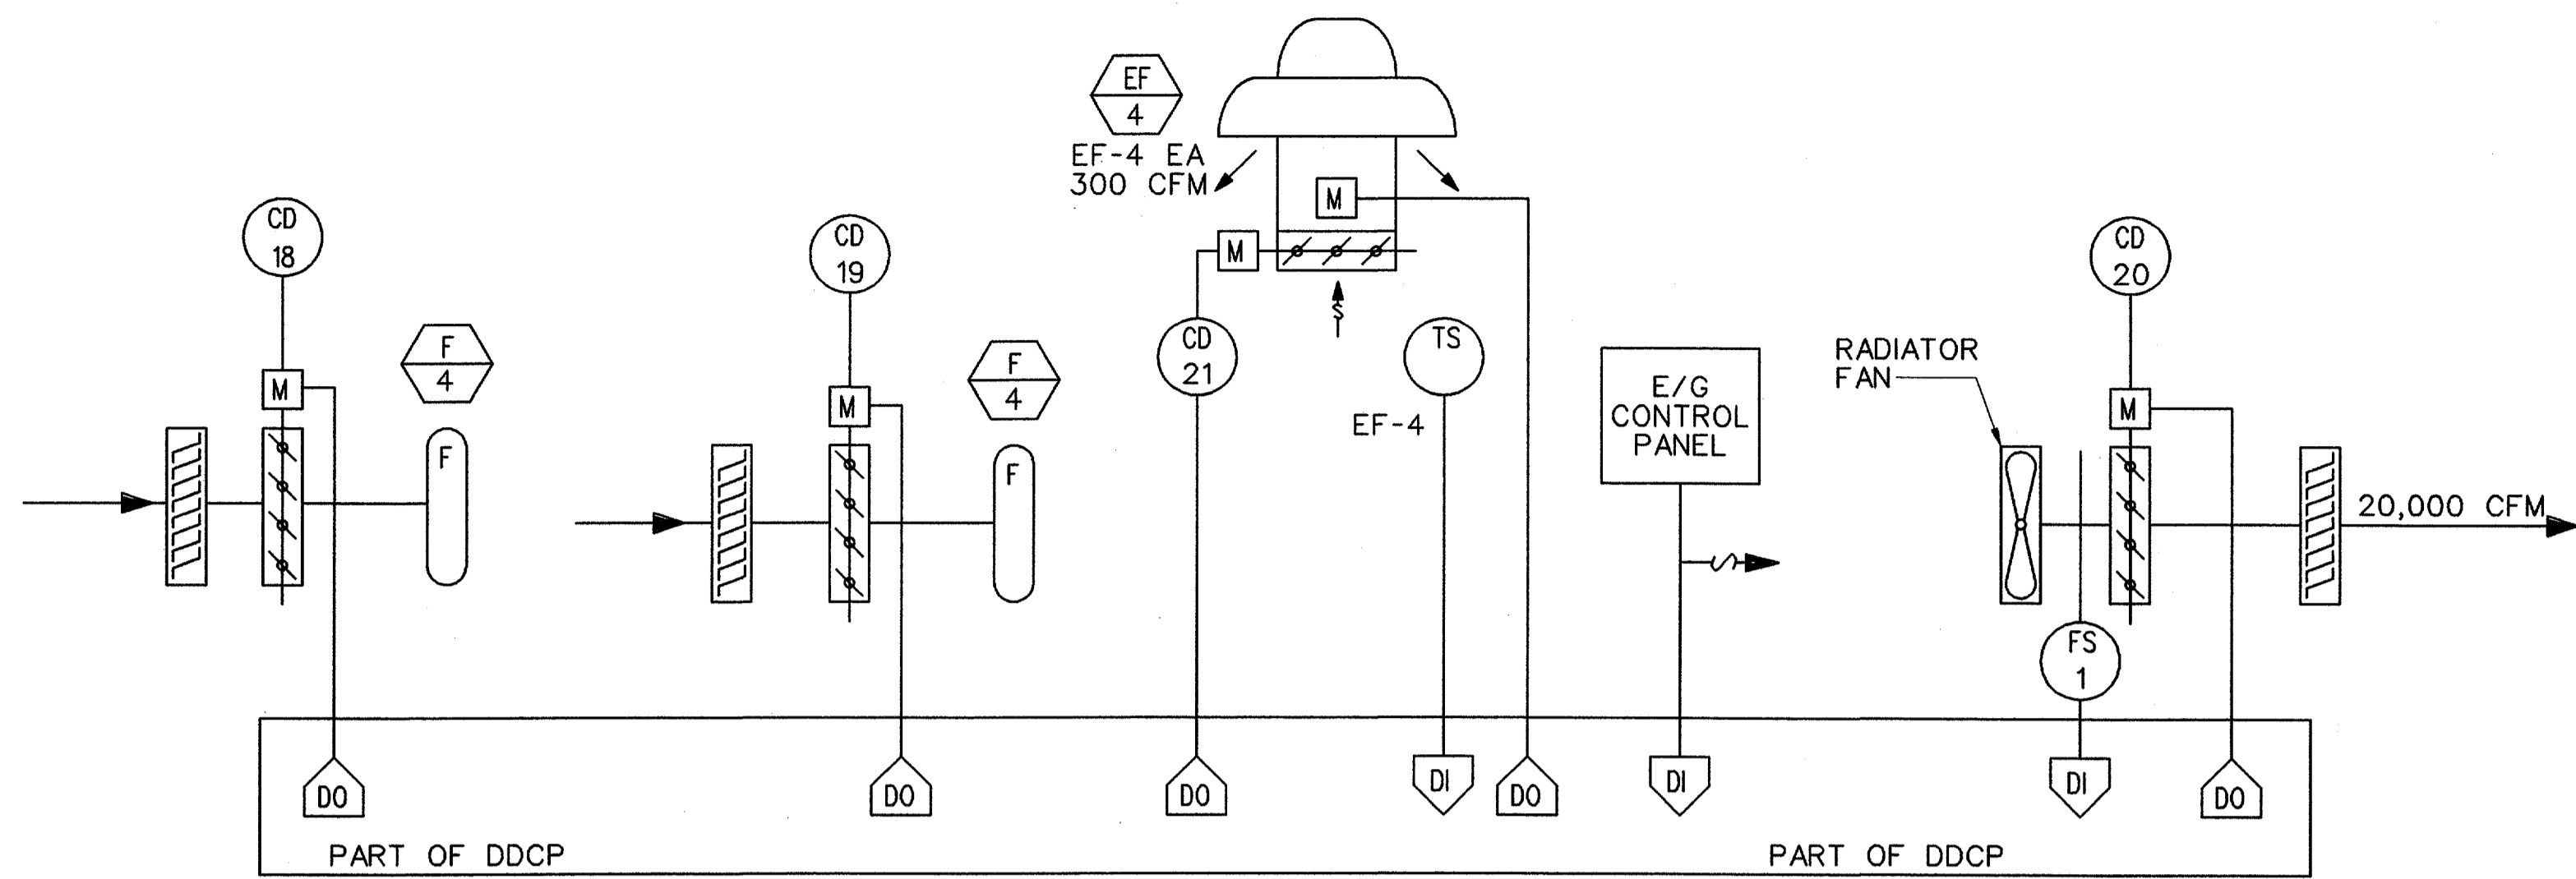 EF
4
EF-4 EA
300 CFM
CD
18
CD
19
CD
20
M
M
F
4
F
4
CD
21
TS
RADIATOR
FAN
M
M
M
E/G
CONTROL
PANEL
EF-4
F
F
20,000 CFM
FS
1
DO
DO
DO
DI
DO
DI
DI
DO
PART OF DDCP
PART OF DDCP